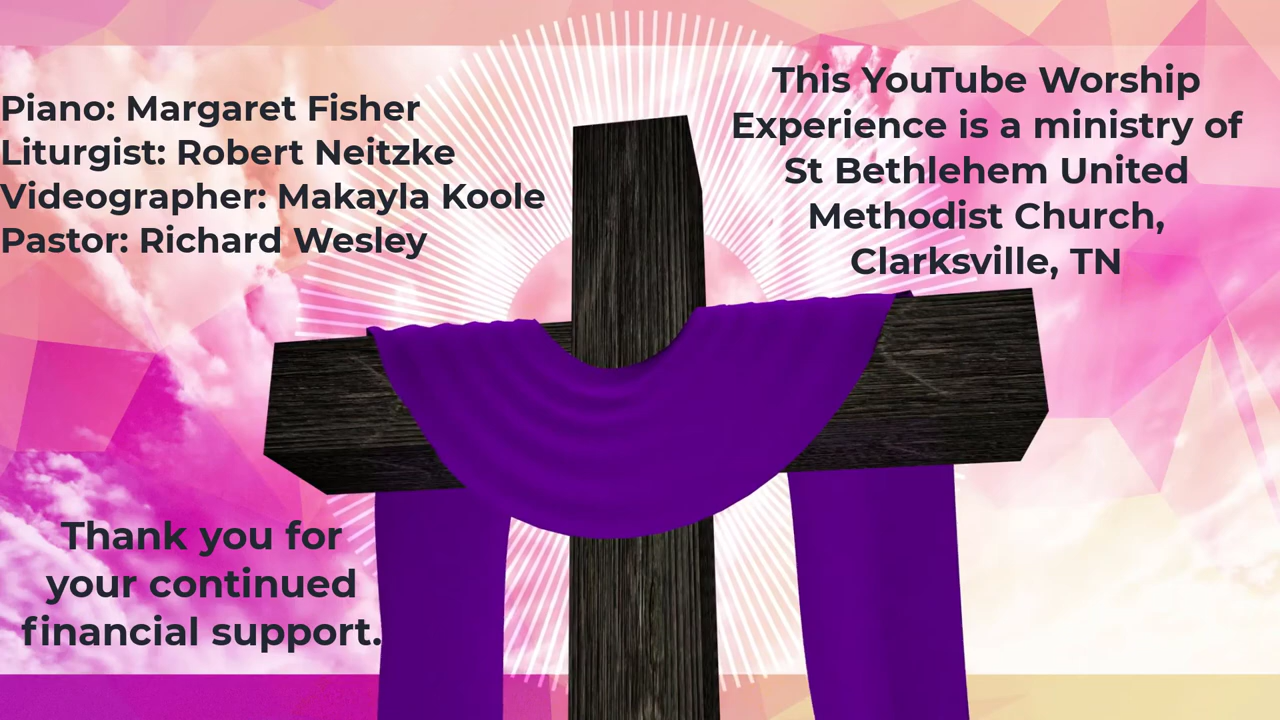 Piano: Margaret Fisher
Liturgist: Robert Neitzke
Videographer: Makayla Koole
Pastor: Richard Wesley
This YouTube Worship
Experience is a ministry of
St Bethlehem United
Methodist Church,
Clarksville, TN
Thank you for
your continued
financial support.